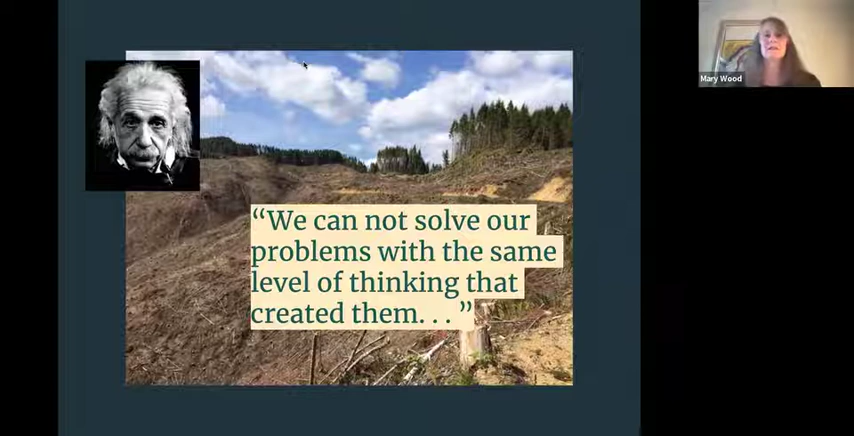 “We can not solve our
problems with the same
level of thinking that
created them. . . ”
Mary Wood